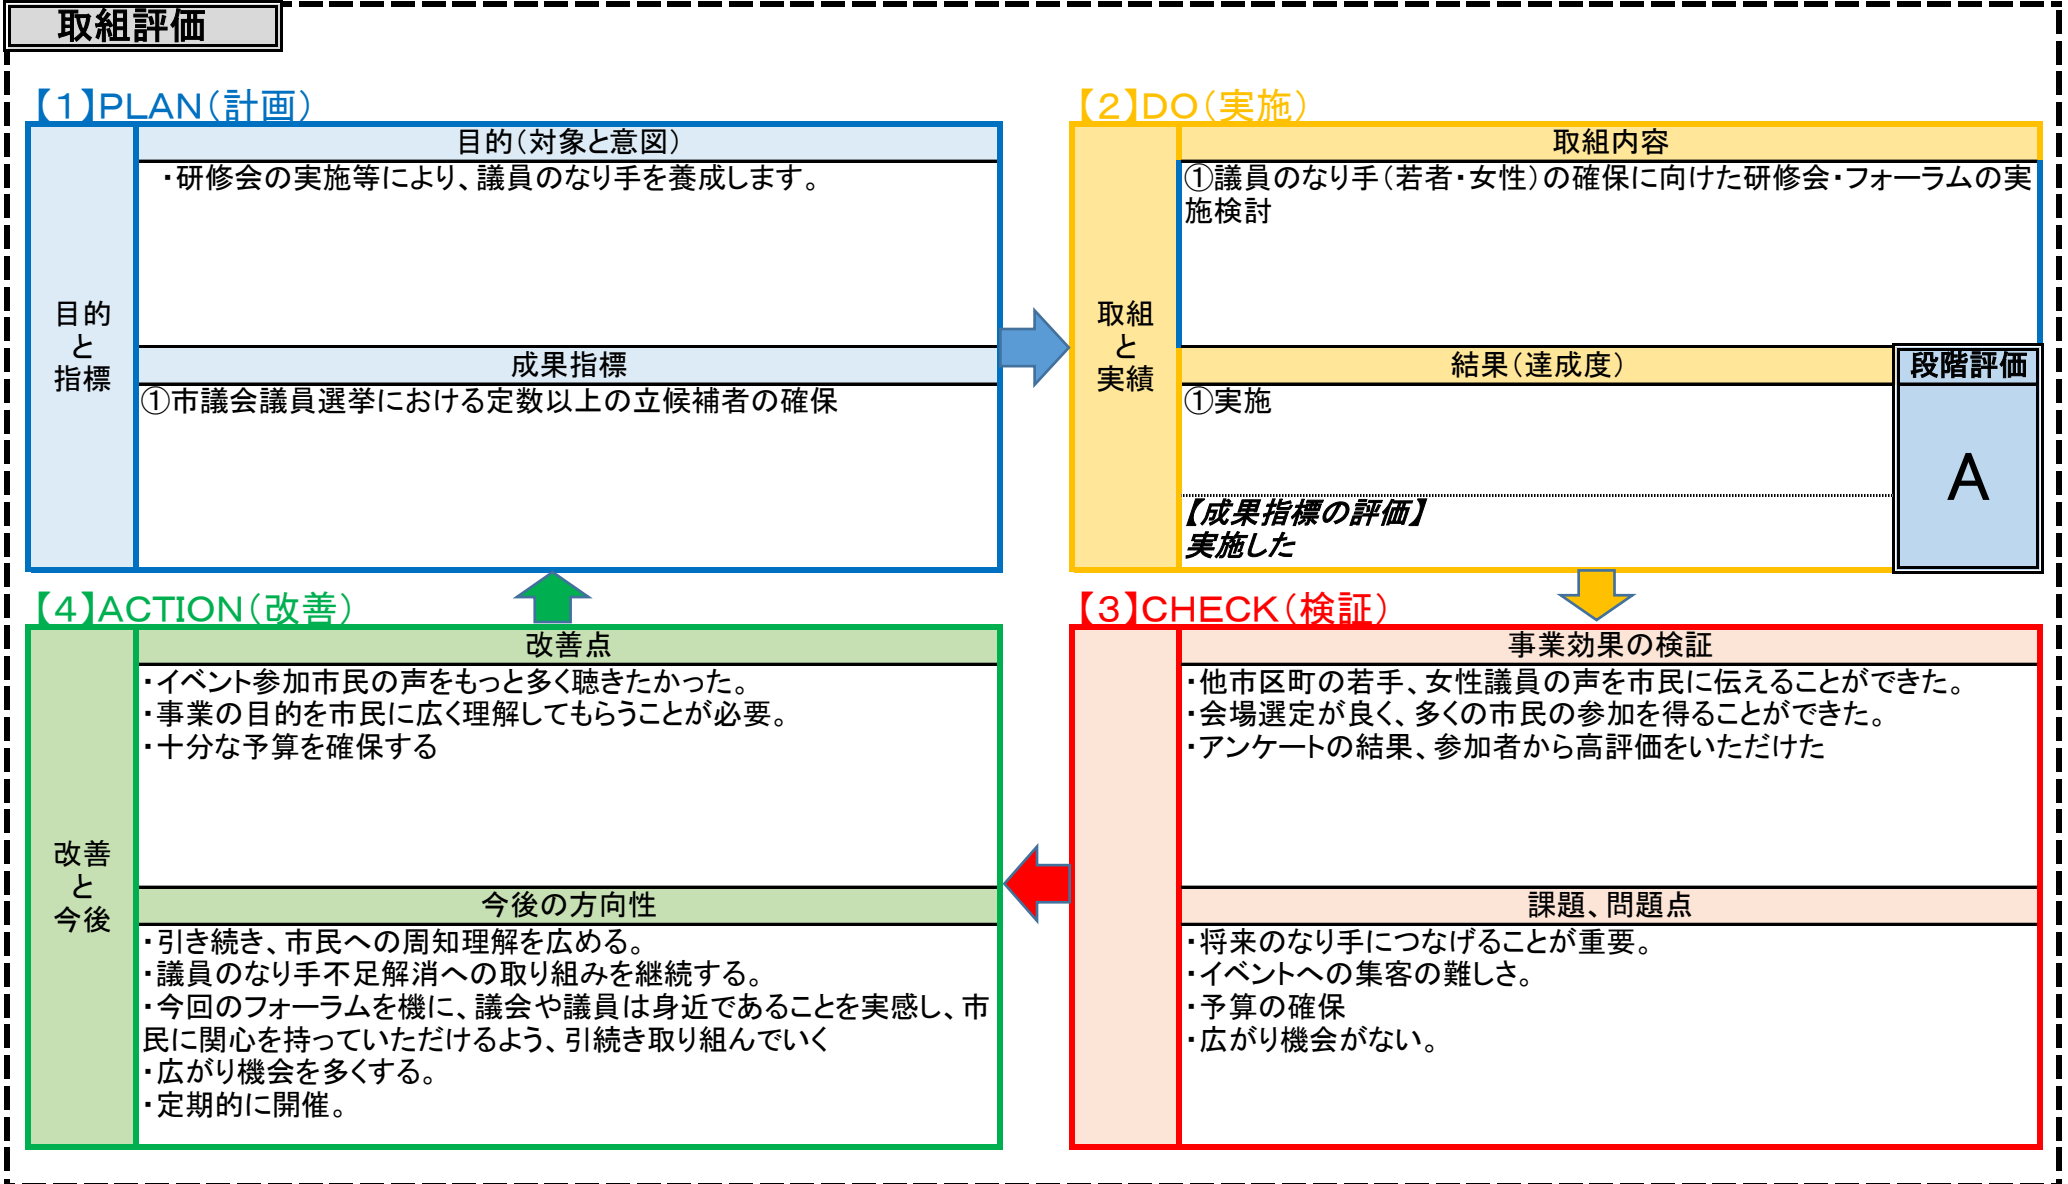 取組評価
【1】PLAN(計画)
目的
と
指標
目的(対象と意図)
・研修会の実施等により、議員のなり手を養成します。
成果指標
①市議会議員選挙における定数以上の立候補者の確保
【2】DO(実施)
取組
と
実績
取組内容
①議員のなり手(若者・女性)の確保に向けた研修会・フォーラムの実
施検討
結果(達成度)
①実施
【成果指標の評価】
実施した
段階評価
A
【3】CHECK(検証)
事業効果の検証
・他市区町の若手、女性議員の声を市民に伝えることができた。
・会場選定が良く、多くの市民の参加を得ることができた。
・アンケートの結果、参加者から高評価をいただけた
課題、問題点
・将来のなり手につなげることが重要。
・イベントへの集客の難しさ。
・予算の確保
・広がり機会がない。
【4】ACTION(改善)
改善
と
今後
改善点
・イベント参加市民の声をもっと多く聴きたかった。
・事業の目的を市民に広く理解してもらうことが必要。
・十分な予算を確保する
今後の方向性
・引き続き、市民への周知理解を広める。
・議員のなり手不足解消への取り組みを継続する。
・今回のフォーラムを機に、議会や議員は身近であることを実感し、市
民に関心を持っていただけるよう、引続き取り組んでいく
・広がり機会を多くする。
・定期的に開催。